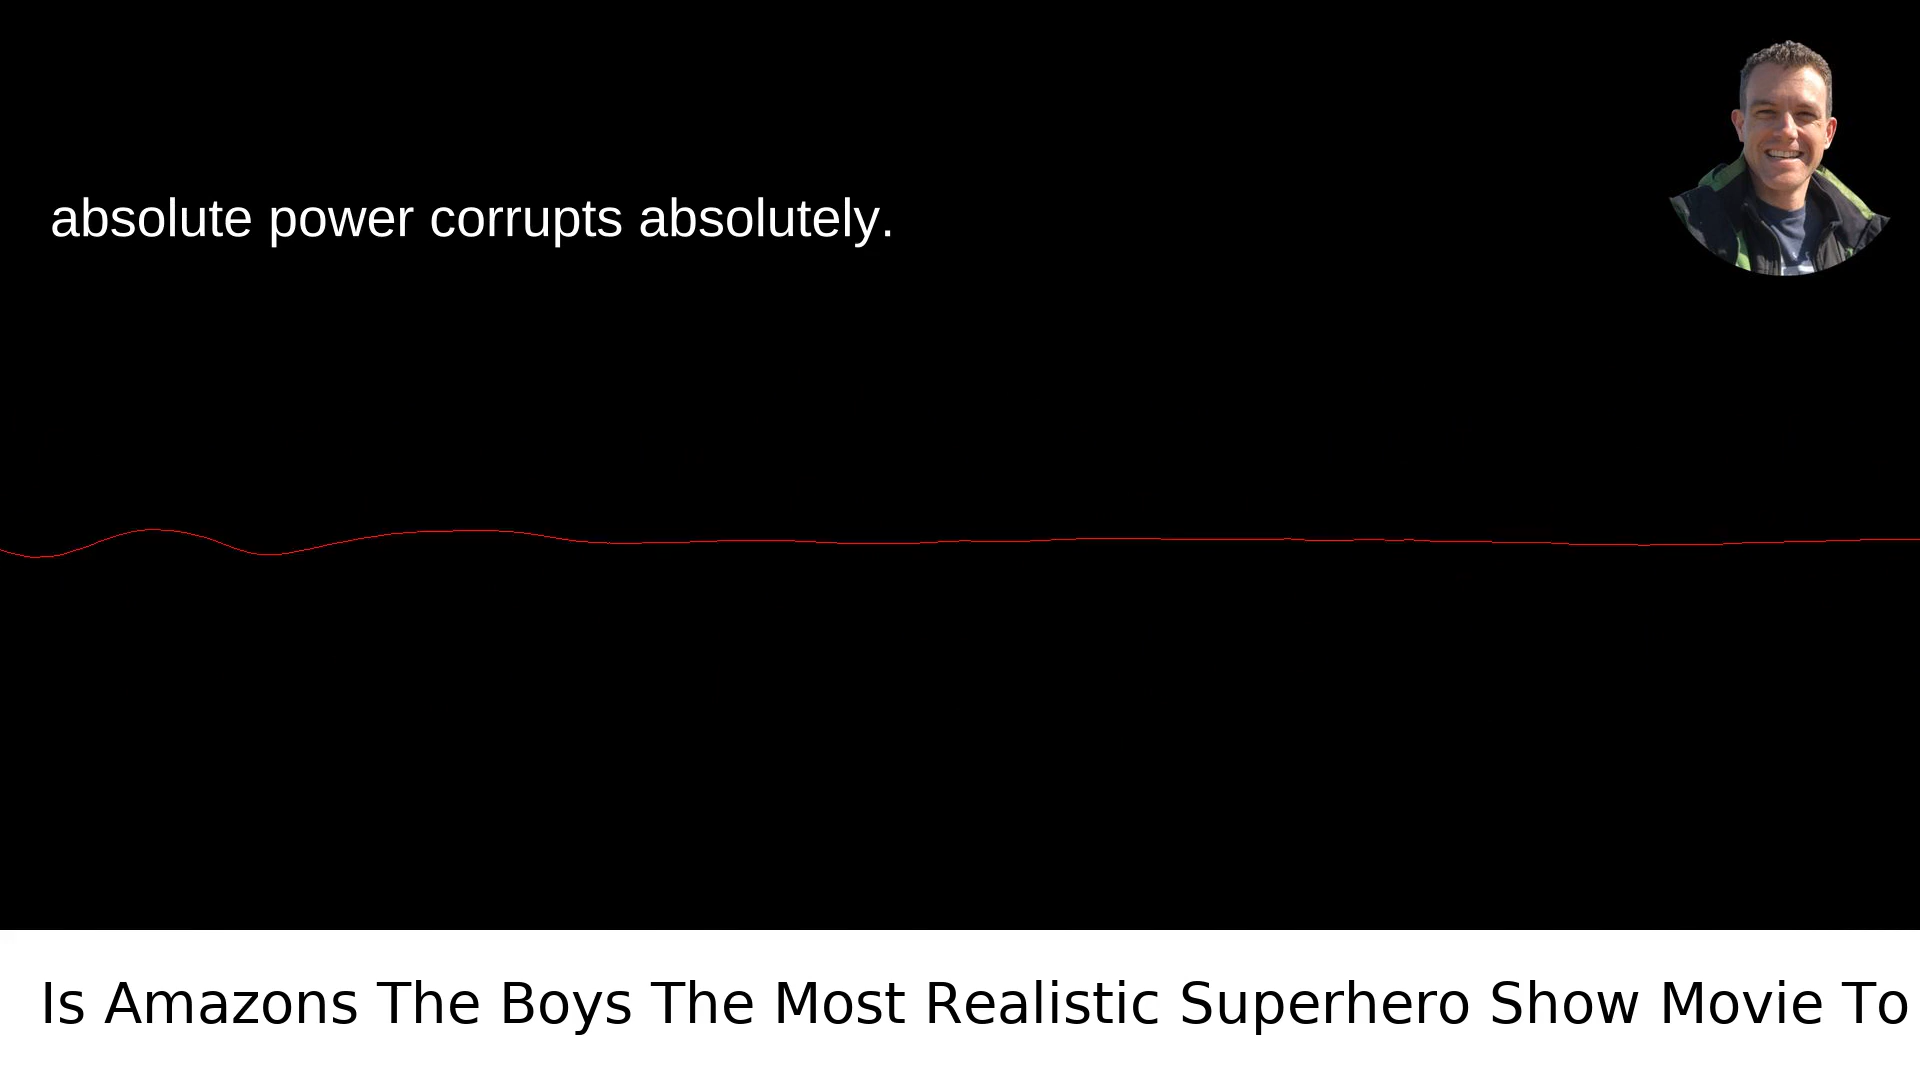 absolute power corrupts absolutely.
Is Amazons The Boys The Most Realistic Superhero Show Movie To